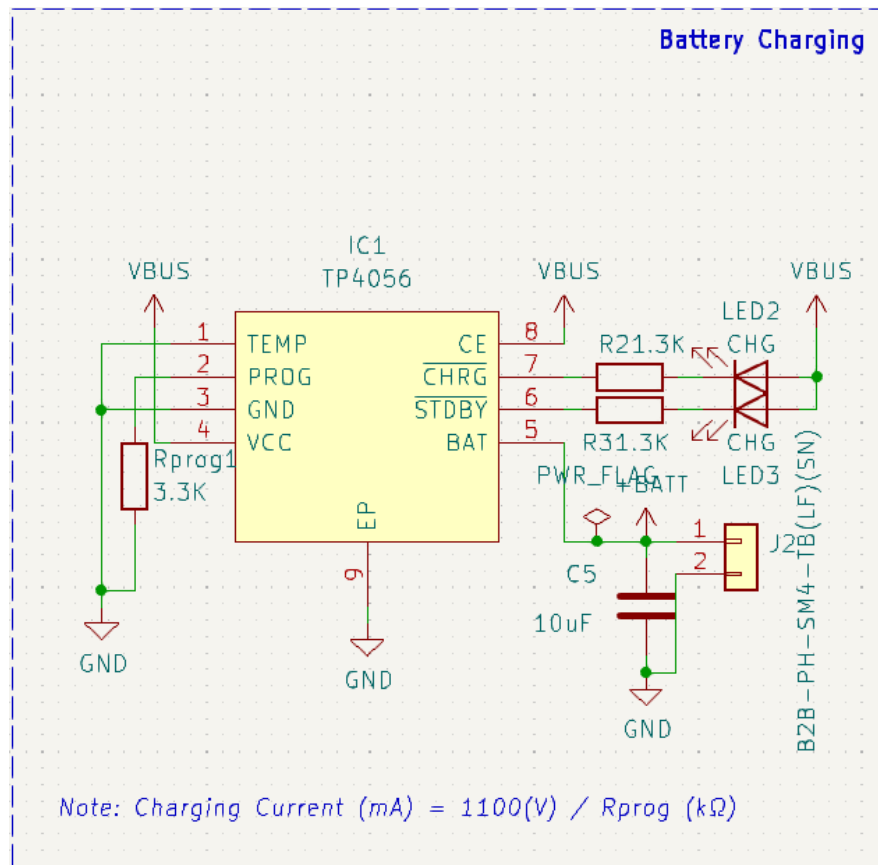 Battery Charging
IC1
TP4056
VBUS
VBUS
VBUS
1
TEMP
2
PROG
3
GND
4
VCC
EP
9
CE
8
CHRG
7
STDBY
6
BAT
5
R21.3K
R31.3K
LED2
CHG
CHG
LED3
Rprog1
3.3K
PWR_FLAG
+BATT
C5
10uF
1
2
J2
B2B-PH-SM4-TB(LF)(SN)
GND
GND
GND
Note: Charging Current (mA) = 1100(V) / Rprog (kΩ)